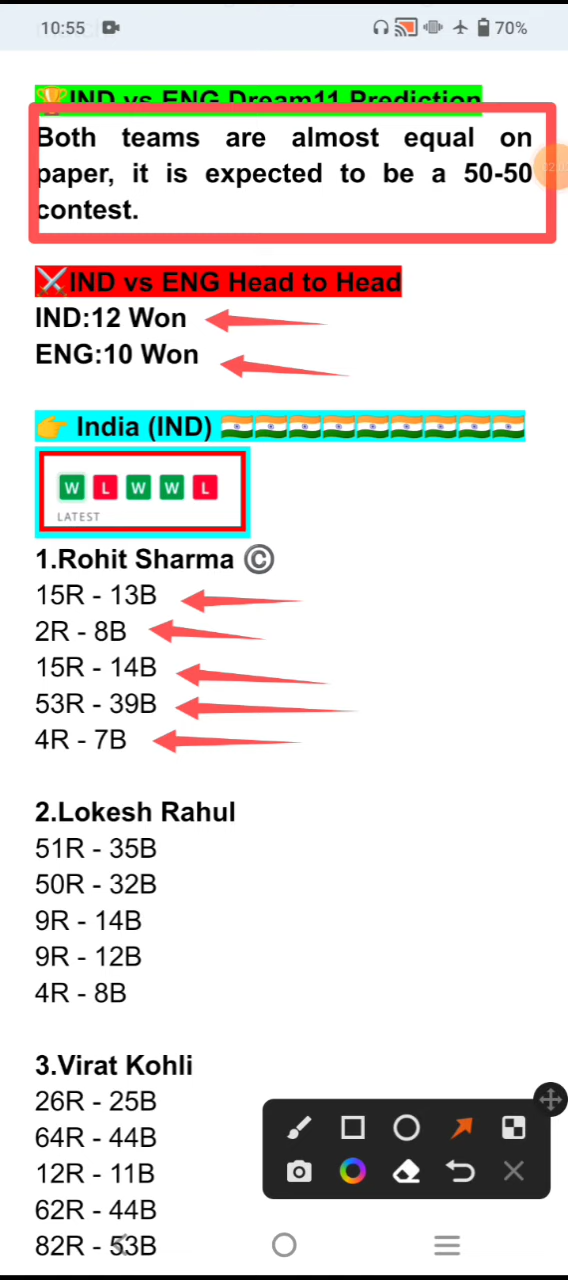 10:55
70%
IND vs ENG Dream11 Prediction
Both teams are almost equal on
paper, it is expected to be a 50-50
contest.
IND vs ENG Head to Head
IND:12 Won
ENG:10 Won
India (IND)
W L W W L
LATEST
1.Rohit Sharma ©
15R - 13B
2R - 8B
15R - 14B
53R - 39B
4R - 7B
2.Lokesh Rahul
51R - 35B
50R - 32B
9R - 14B
9R - 12B
4R - 8B
3.Virat Kohli
26R - 25B
64R - 44B
12R - 11B
62R - 44B
82R - 53B